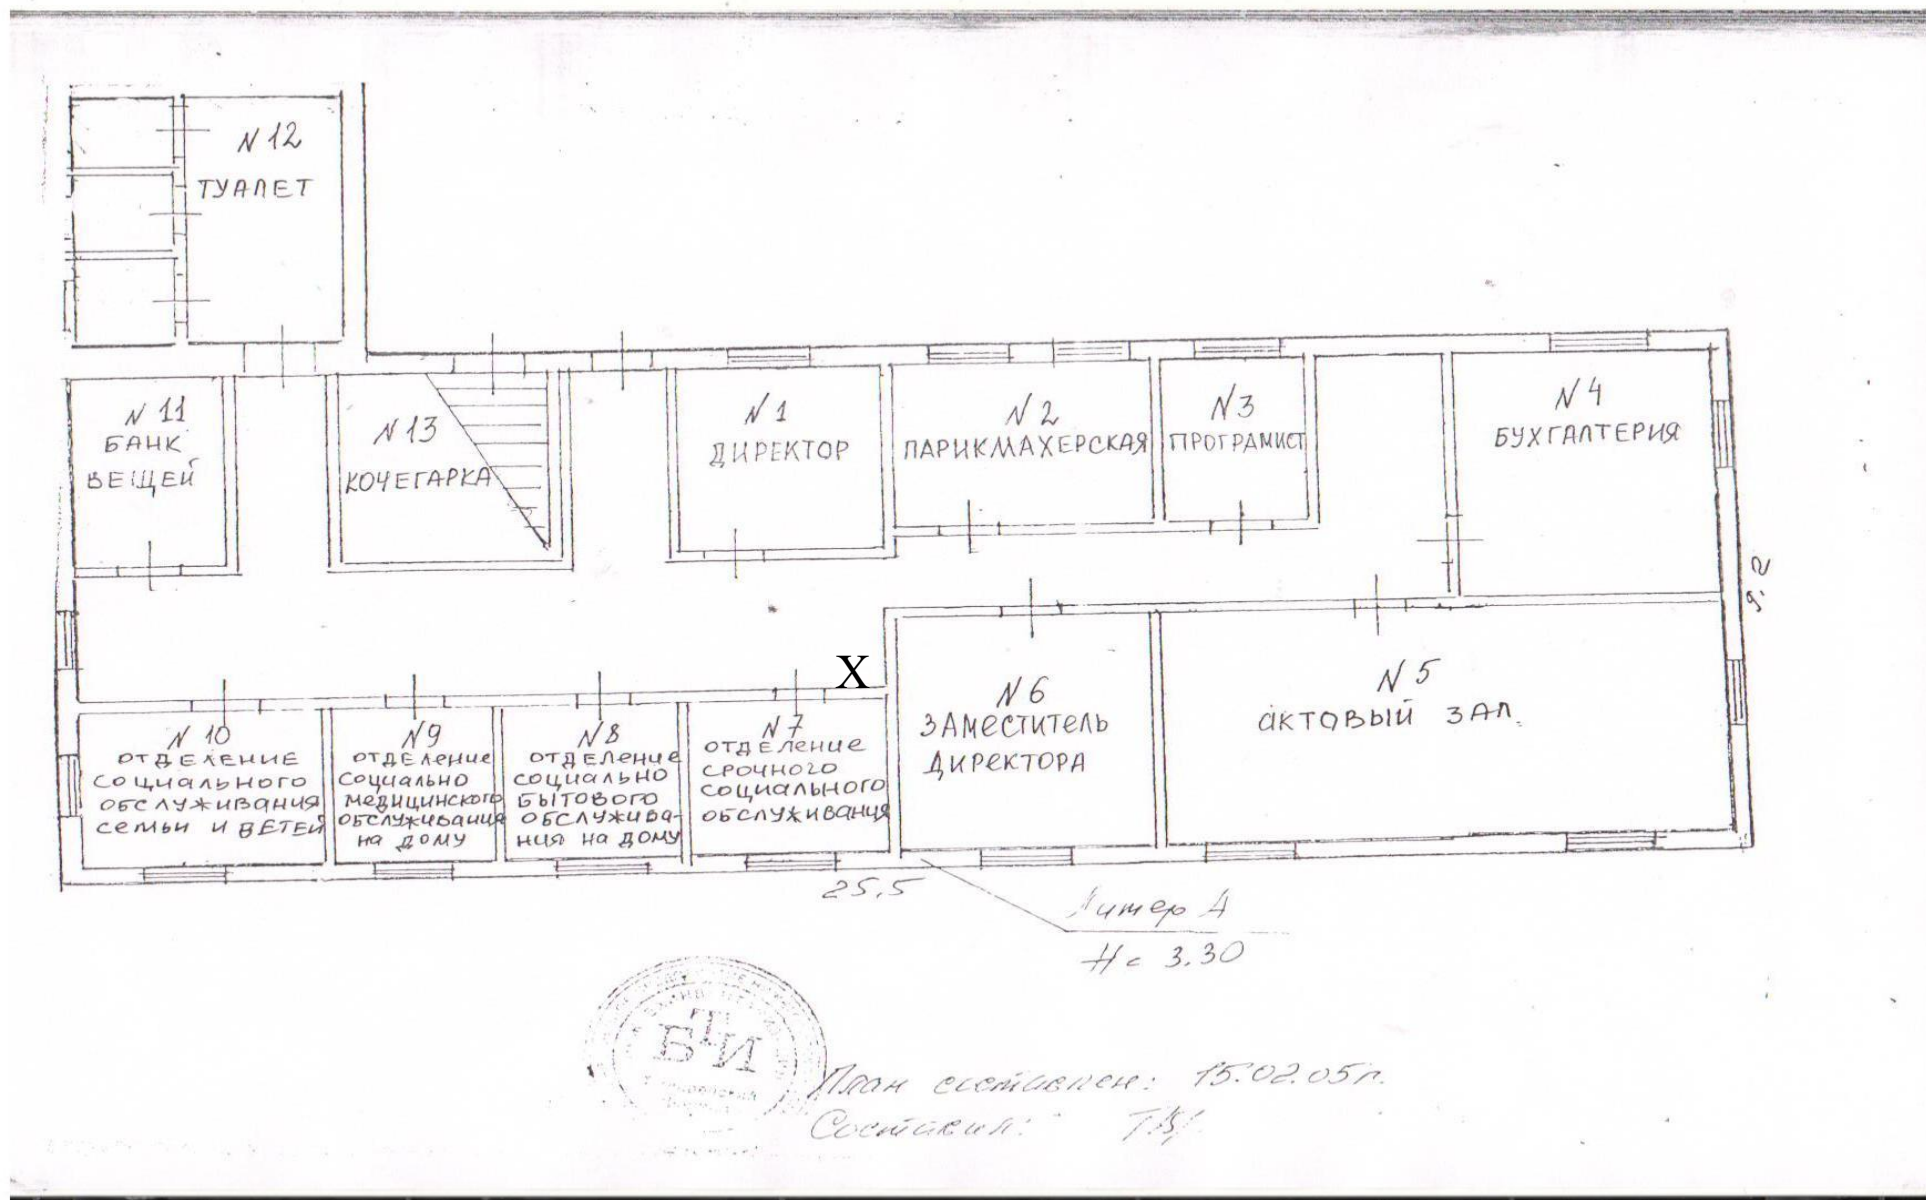 N 12
ТУАЛЕТ
N 11
БАНК
ВЕЩЕЙ
N 13
КОЧЕГАРКА
N 1
ДИРЕКТОР
N 2
ПАРИКМАХЕРСКАЯ
N 3
ПРОГРАМИСТ
N 4
БУХГАЛТЕРИЯ
9.2
X
N 10
ОТДЕЛЕНИЕ
СОЦИАЛЬНОГО
ОБСЛУЖИВАНИЯ
СЕМЬИ И ВЕТЕЙ
N 9
ОТДЕЛЕНИЕ
СОЦИАЛЬНО
МЕДИЦИНСКОГО
ОБСЛУЖИВАНИЯ
НА ДОМУ
N 8
ОТДЕЛЕНИЕ
СОЦИАЛЬНО
БЫТОВОГО
ОБСЛУЖИВА-
НИЯ НА ДОМУ
N 7
ОТДЕЛЕНИЕ
СРОЧНОГО
СОЦИАЛЬНОГО
ОБСЛУЖИВАНИЯ
N 6
ЗАМЕСТИТЕЛЬ
ДИРЕКТОРА
N 5
АКТОВЫЙ ЗАЛ.
25,5
Литер А
Н = 3.30
БТИ
План составлен: 15.02.05г.
Составил: